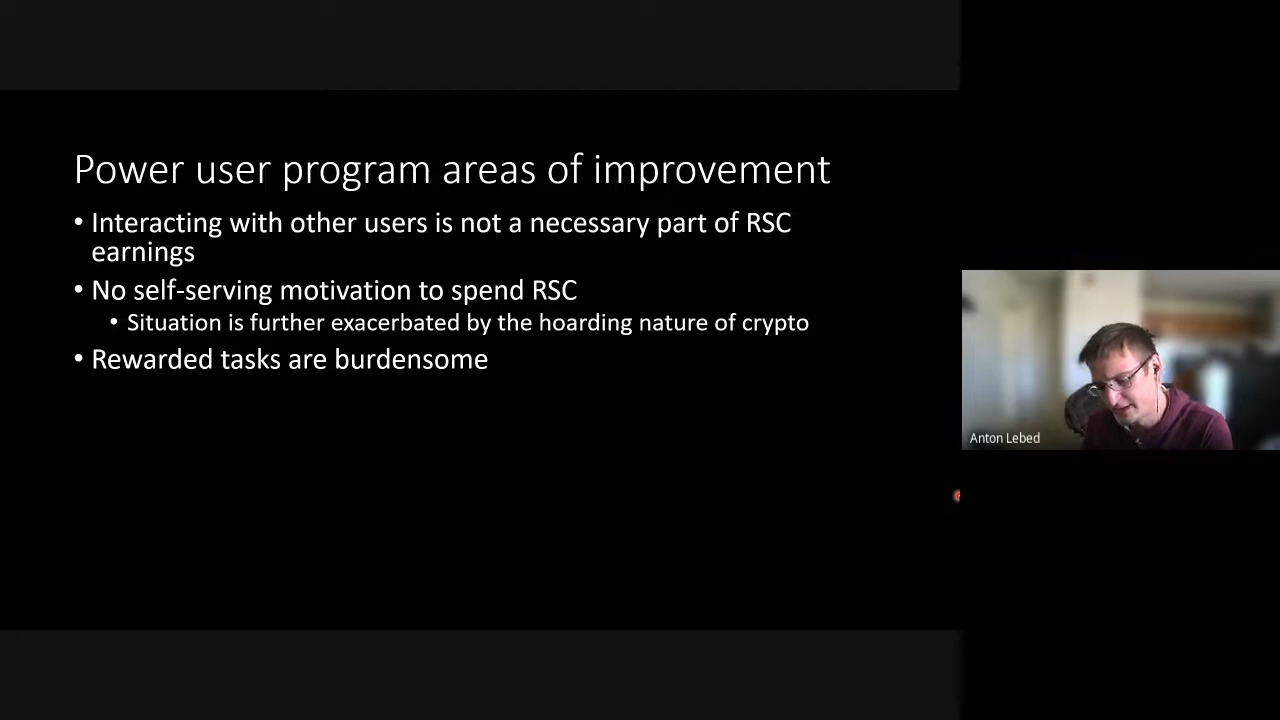 Power user program areas of improvement
• Interacting with other users is not a necessary part of RSC
earnings
• No self-serving motivation to spend RSC
• Situation is further exacerbated by the hoarding nature of crypto
• Rewarded tasks are burdensome
Anton Lebed